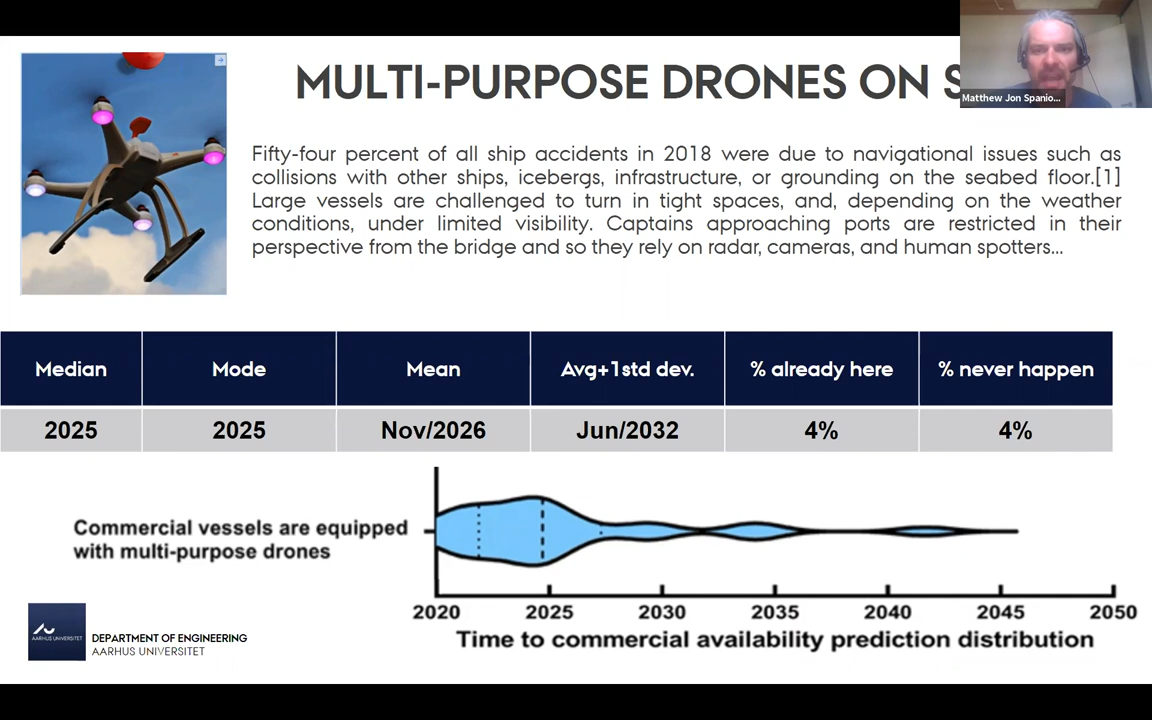 MULTI-PURPOSE DRONES ON
Matthew Jon Spanio...
Fifty-four percent of all ship accidents in 2018 were due to navigational issues such as
collisions with other ships, icebergs, infrastructure, or grounding on the seabed floor.[1]
Large vessels are challenged to turn in tight spaces, and, depending on the weather
conditions, under limited visibility. Captains approaching ports are restricted in their
perspective from the bridge and so they rely on radar, cameras, and human spotters...
Median Mode Mean Avg+1std dev. % already here % never happen
2025 2025 Nov/2026 Jun/2032 4% 4%
Commercial vessels are equipped
with multi-purpose drones
2020 2025 2030 2035 2040 2045 2050
Time to commercial availability prediction distribution
AARHUS UNIVERSITET
DEPARTMENT OF ENGINEERING
AARHUS UNIVERSITET